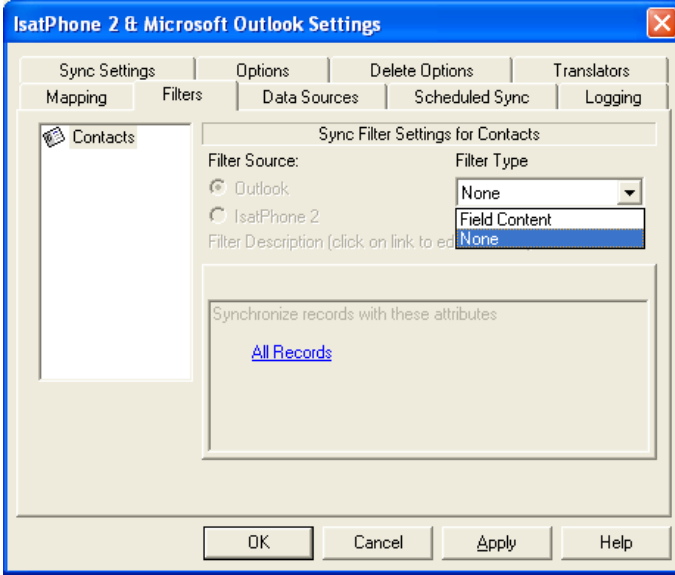 IsatPhone 2 & Microsoft Outlook Settings
Sync Settings Options Delete Options Translators
Mapping Filters Data Sources Scheduled Sync Logging
Contacts
Sync Filter Settings for Contacts
Filter Source: Filter Type
Outlook None
IsatPhone 2 Field Content
Filter Description (click on link to ed None
Synchronize records with these attributes
All Records
OK Cancel Apply Help